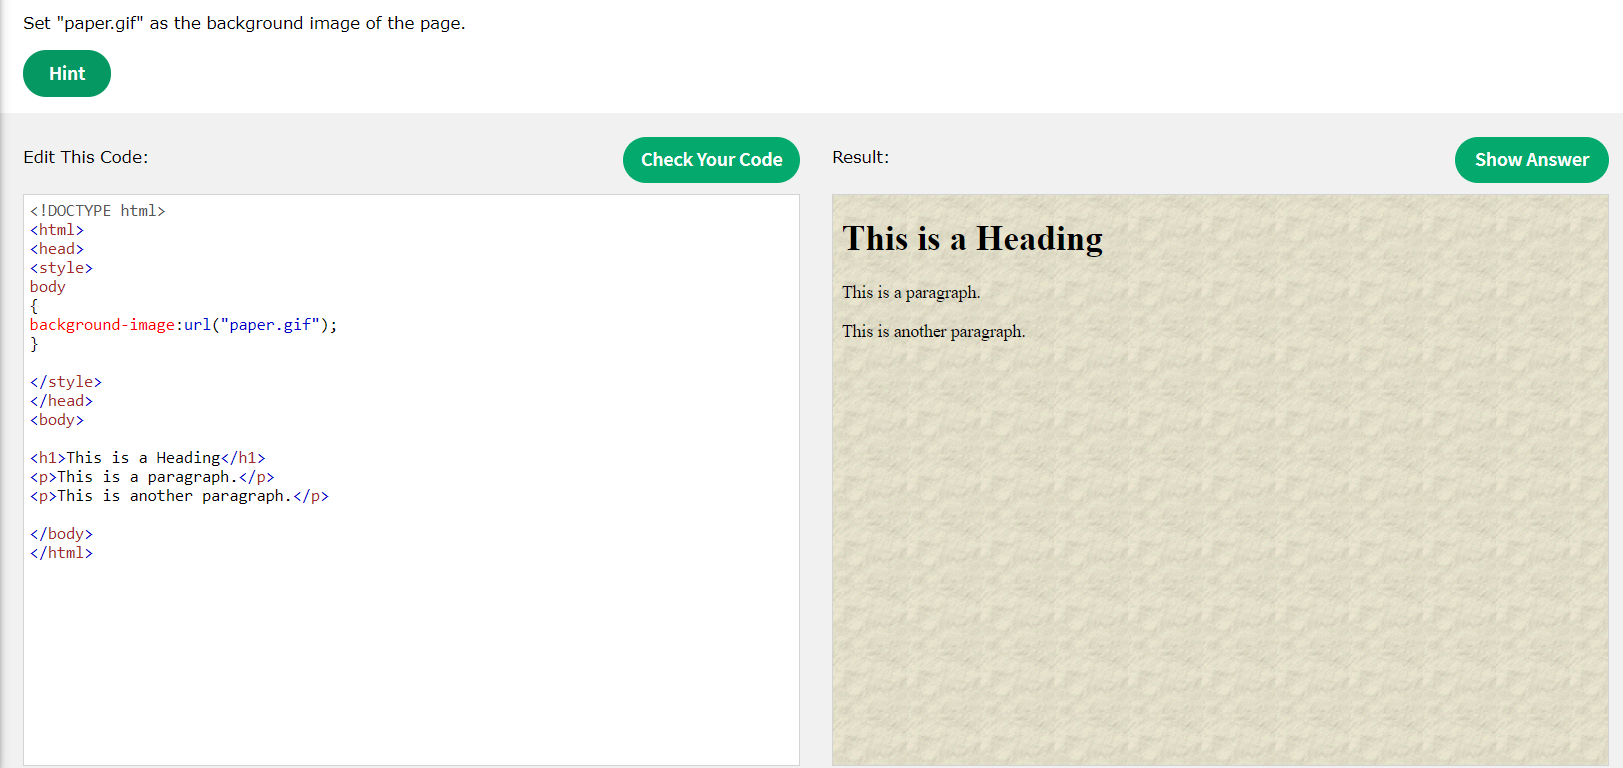 Set "paper.gif" as the background image of the page.
Hint
Edit This Code:
Check Your Code
<!DOCTYPE html>
<html>
<head>
<style>
body
{
background-image:url("paper.gif");
}
</style>
</head>
<body>
<h1>This is a Heading</h1>
<p>This is a paragraph.</p>
<p>This is another paragraph.</p>
</body>
</html>
Result:
Show Answer
This is a Heading
This is a paragraph.
This is another paragraph.